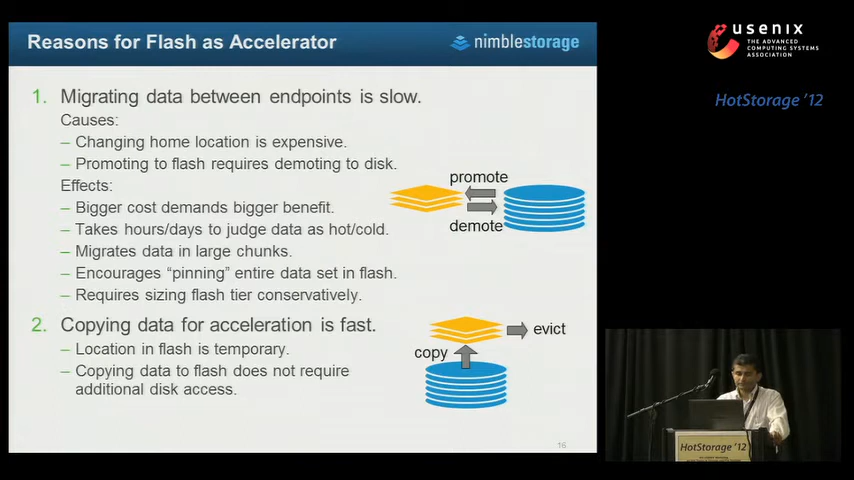 Reasons for Flash as Accelerator
nimblestorage
1. Migrating data between endpoints is slow.
Causes:
– Changing home location is expensive.
– Promoting to flash requires demoting to disk.
Effects:
– Bigger cost demands bigger benefit.
– Takes hours/days to judge data as hot/cold.
– Migrates data in large chunks.
– Encourages “pinning” entire data set in flash.
– Requires sizing flash tier conservatively.
promote
demote
2. Copying data for acceleration is fast.
– Location in flash is temporary.
– Copying data to flash does not require
additional disk access.
evict
copy
16
usenix
THE ADVANCED
COMPUTING SYSTEMS
ASSOCIATION
HotStorage '12
HotStorage '12